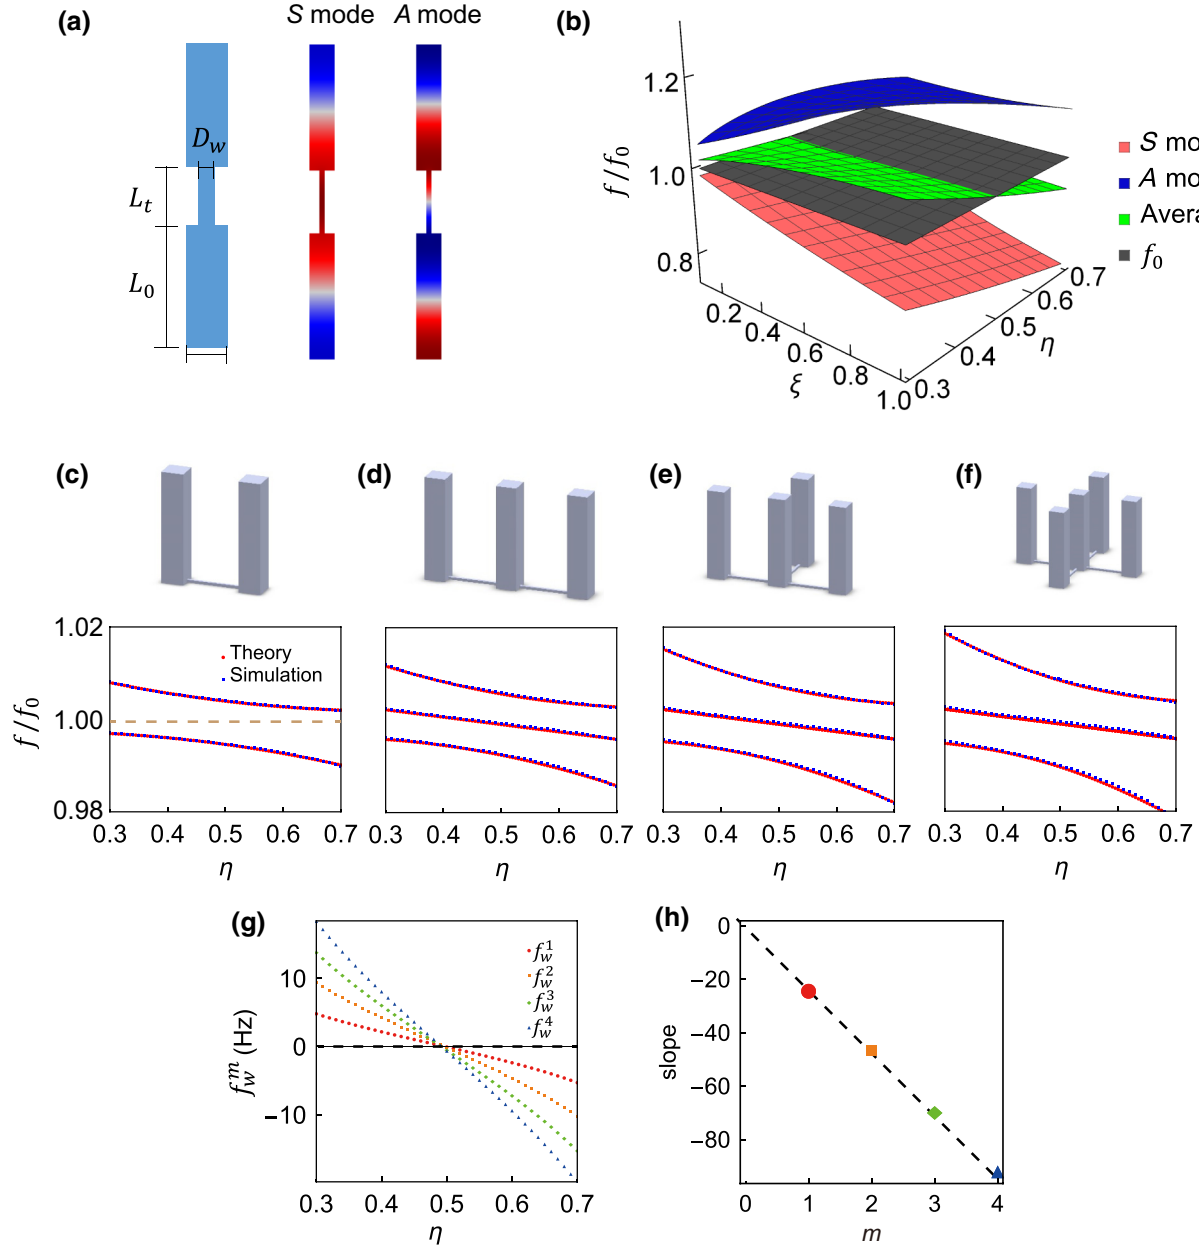 (a)
S mode A mode
D_w
L_t
L_0
(b)
f/f_0
1.2
1.0
0.8
0.2 0.4 0.6 0.8 1.0
ξ
0.3 0.4 0.5 0.6 0.7
η
S mo
A mo
Avera
f_0
(c) (d) (e) (f)
f/f_0
1.02
1.00
0.98
Theory
Simulation
0.3 0.4 0.5 0.6 0.7
η
0.3 0.4 0.5 0.6 0.7
η
0.3 0.4 0.5 0.6 0.7
η
0.3 0.4 0.5 0.6 0.7
η
(g)
f_w^m (Hz)
10
0
−10
f_w^1
f_w^2
f_w^3
f_w^4
0.3 0.4 0.5 0.6 0.7
η
(h)
slope
0
−20
−40
−60
−80
0 1 2 3 4
m